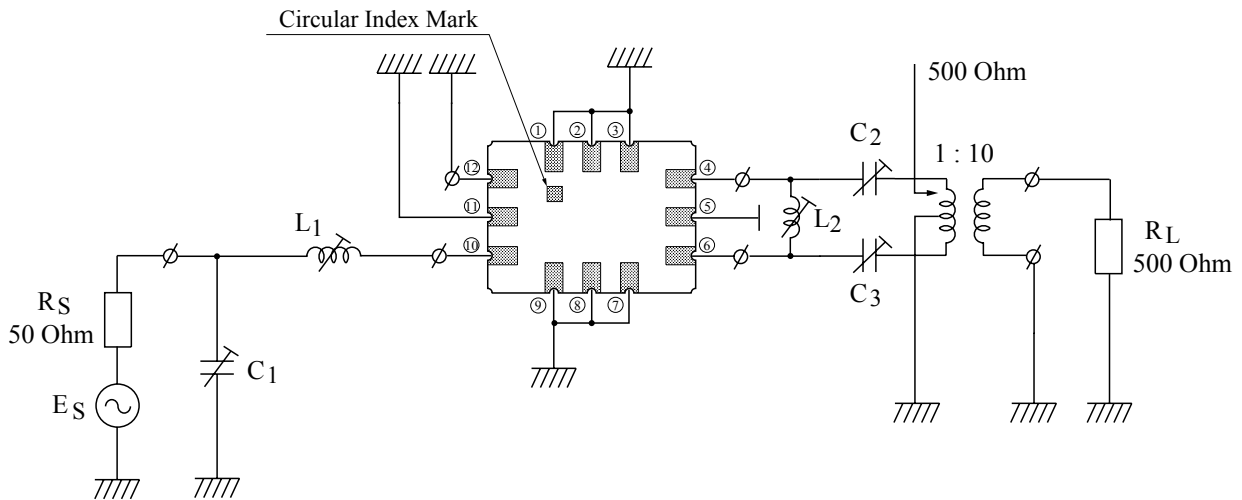 Circular Index Mark
500 Ohm
① ② ③
C2
1 : 10
⑫ ④
⑪ ⑤
L1 L2
⑩ ⑥
RL
500 Ohm
C3
⑨ ⑧ ⑦
RS
50 Ohm
C1
ES